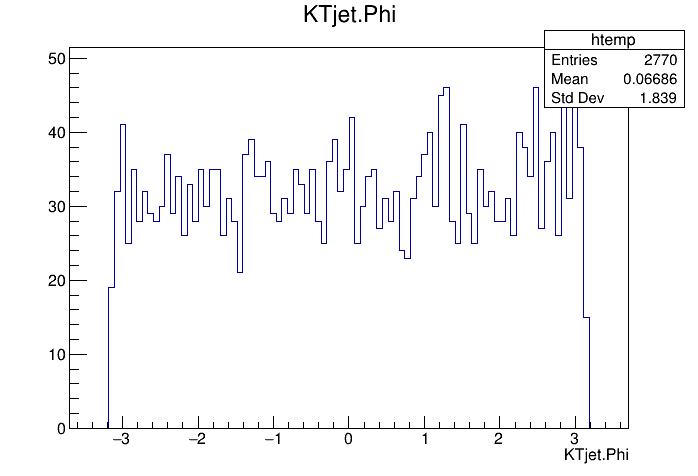 KTjet.Phi
htemp
Entries 2770
Mean 0.06686
Std Dev 1.839
50
40
30
20
10
0
−3 −2 −1 0 1 2 3
KTjet.Phi